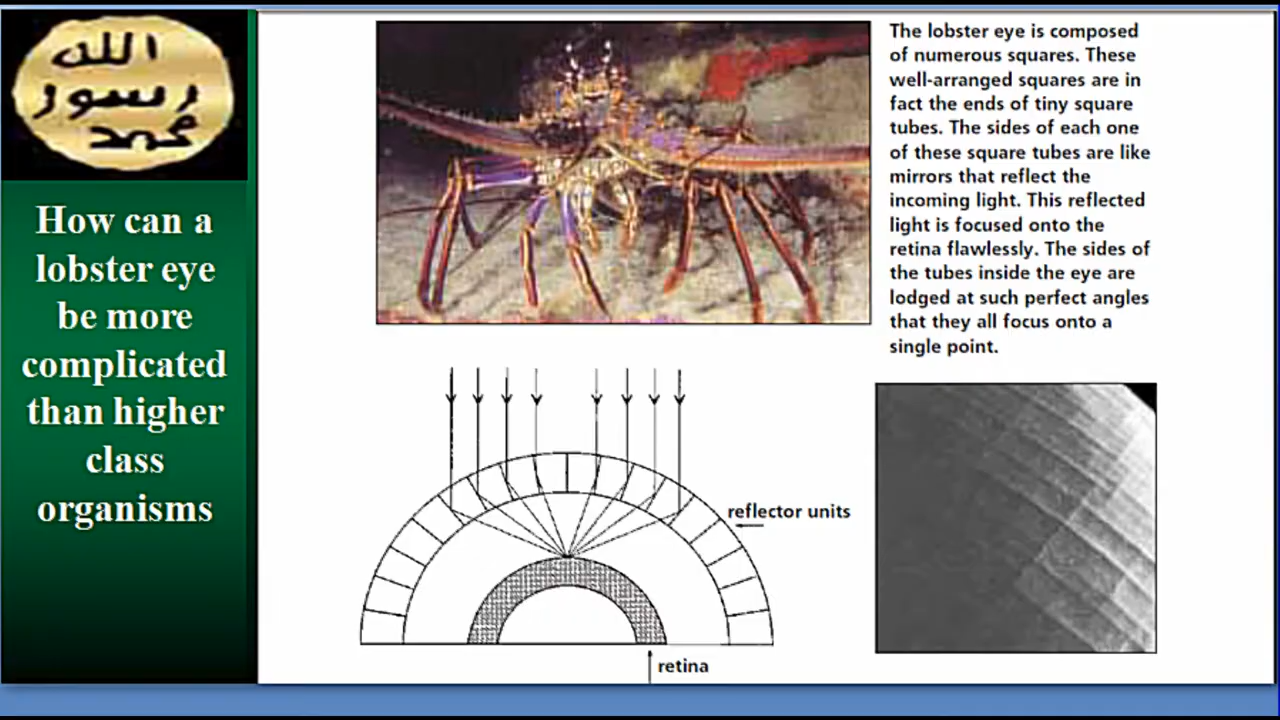 الله
رسول
محمد
How can a
lobster eye
be more
complicated
than higher
class
organisms
The lobster eye is composed
of numerous squares. These
well-arranged squares are in
fact the ends of tiny square
tubes. The sides of each one
of these square tubes are like
mirrors that reflect the
incoming light. This reflected
light is focused onto the
retina flawlessly. The sides of
the tubes inside the eye are
lodged at such perfect angles
that they all focus onto a
single point.
reflector units
retina